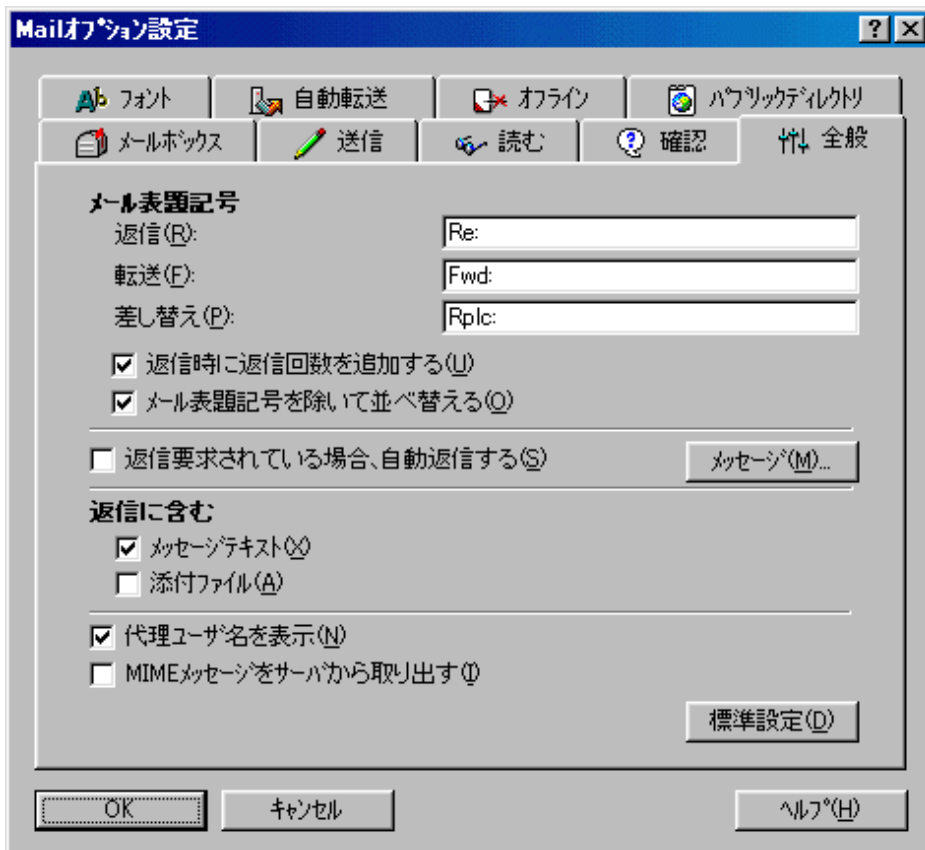 Mailｵﾌﾟｼｮﾝ設定
フォント 自動転送 オフライン パブリックディレクトリ
メールボックス 送信 読む 確認 全般
メール表題記号
返信(R): Re:
転送(F): Fwd:
差し替え(P): Rplc:
返信時に返信回数を追加する(U)
メール表題記号を除いて並べ替える(O)
返信要求されている場合、自動返信する(S) メッセージ(M)...
返信に含む
メッセージテキスト(X)
添付ファイル(A)
代理ユーザ名を表示(N)
MIMEメッセージをサーバから取り出す(I)
標準設定(D)
OK キャンセル ヘルプ(H)